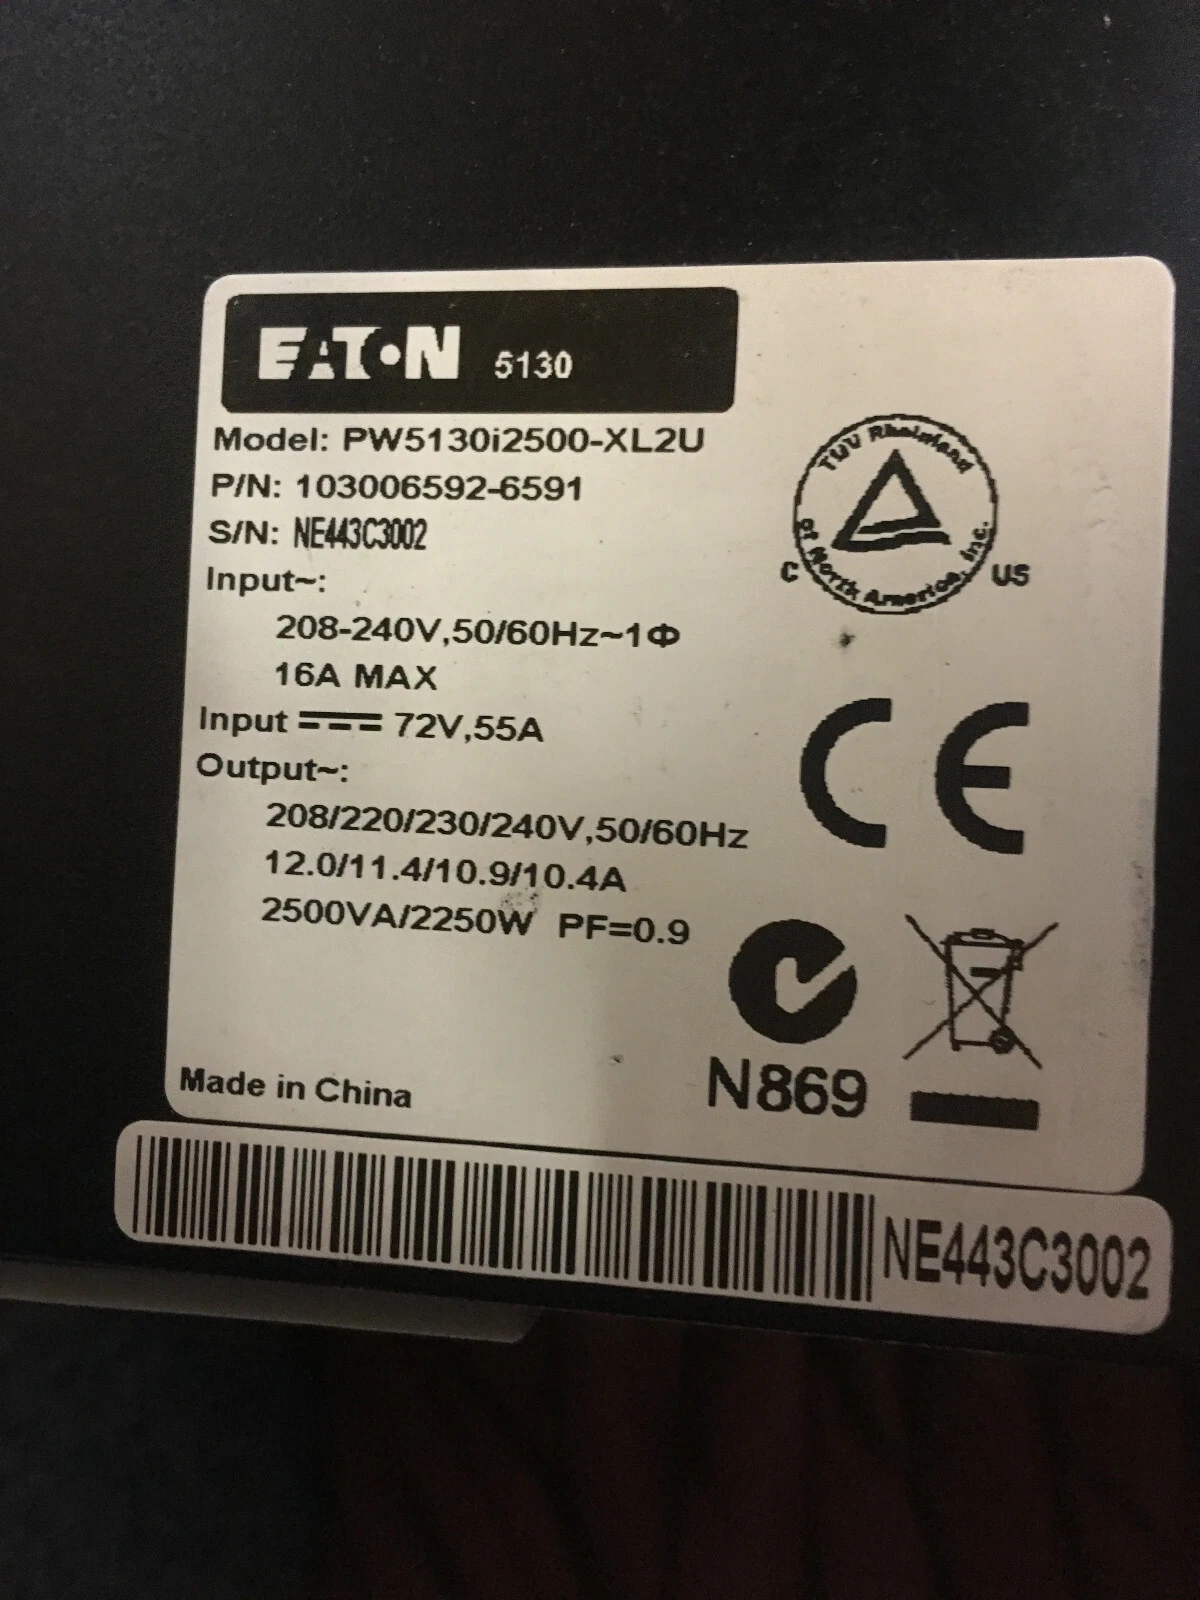 EATON 5130
Model: PW5130i2500-XL2U
P/N: 103006592-6591
S/N: NE443C3002
Input~:
208-240V,50/60Hz~1Φ
16A MAX
Input ⎓ 72V,55A
Output~:
208/220/230/240V,50/60Hz
12.0/11.4/10.9/10.4A
2500VA/2250W PF=0.9
Made in China
TUV Rheinland
of North America, Inc.
C US
CE
N869
NE443C3002